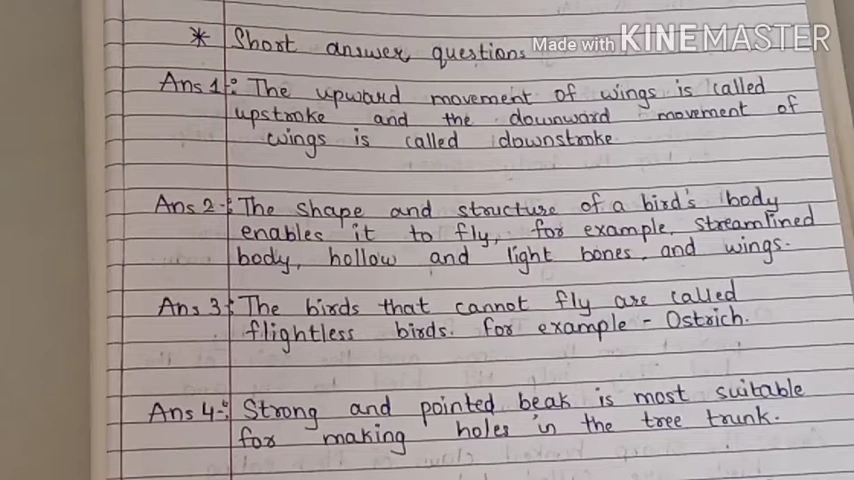 * Short answer questions
Made with KINEMASTER
Ans 1-: The upward movement of wings is called
upstroke and the downward movement of
wings is called downstroke
Ans 2-: The shape and structure of a bird's body
enables it to fly, for example, streamlined
body, hollow and light bones, and wings.
Ans 3-: The birds that cannot fly are called
flightless birds. for example - Ostrich.
Ans 4-: Strong and pointed beak is most suitable
for making holes in the tree trunk.